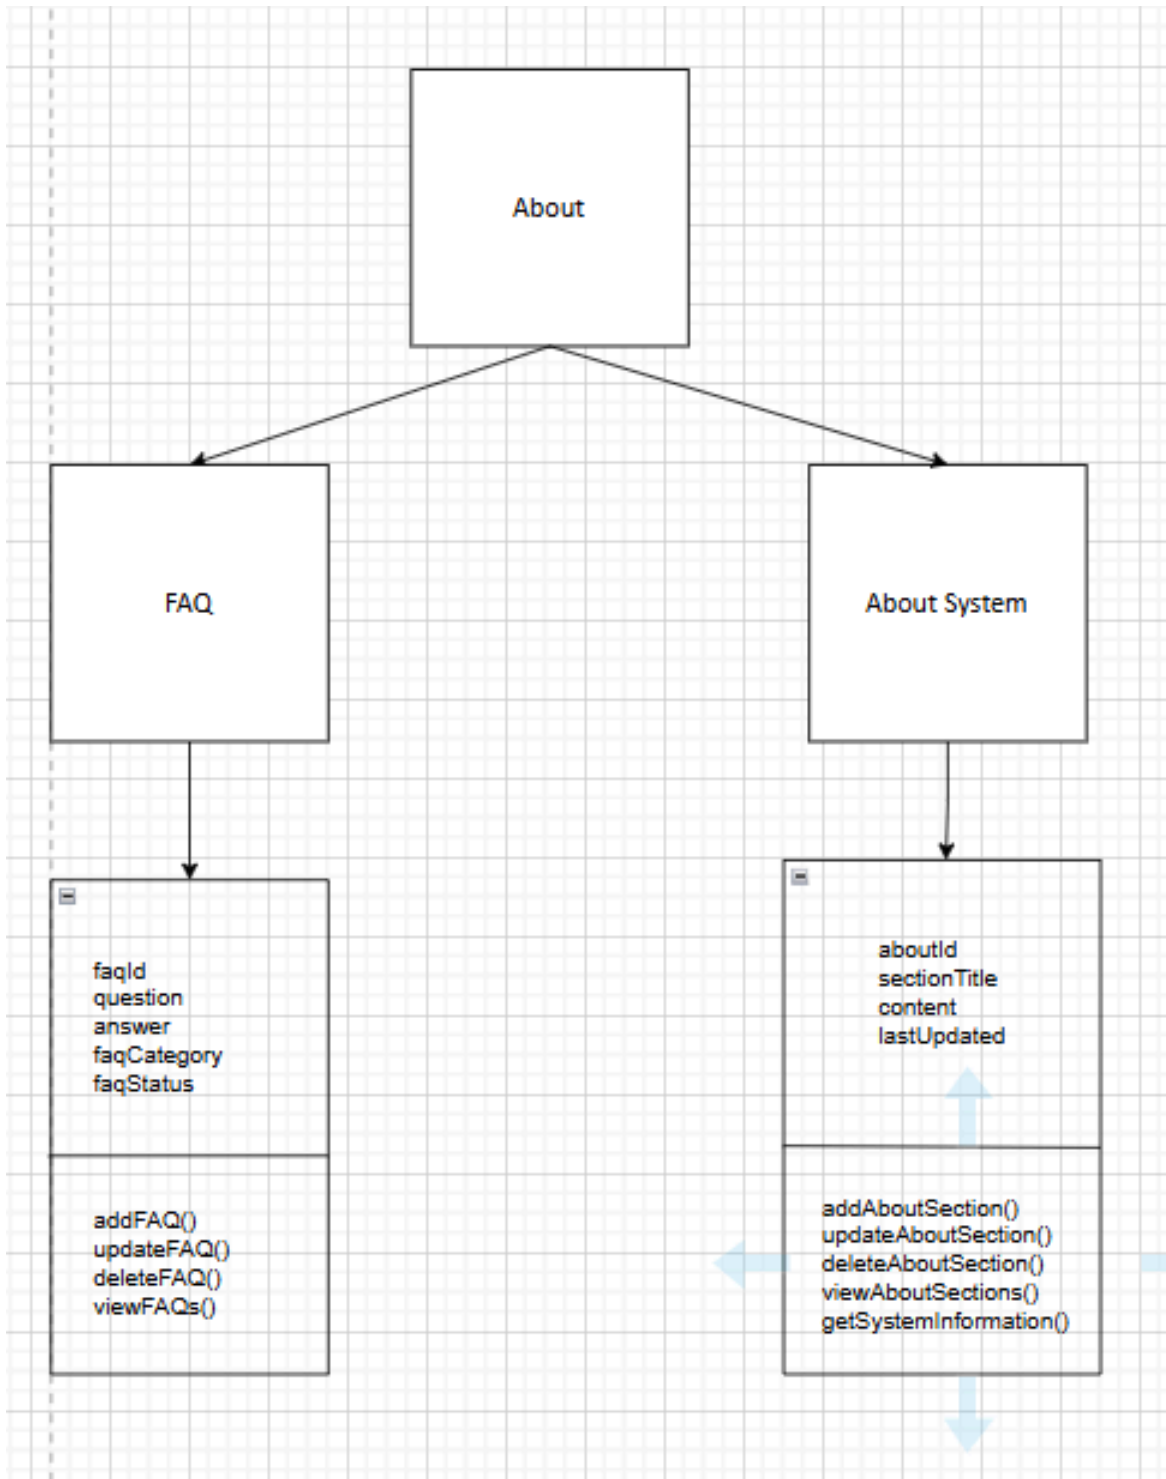 About
FAQ
About System
faqId
question
answer
faqCategory
faqStatus
addFAQ()
updateFAQ()
deleteFAQ()
viewFAQs()
aboutId
sectionTitle
content
lastUpdated
addAboutSection()
updateAboutSection()
deleteAboutSection()
viewAboutSections()
getSystemInformation()